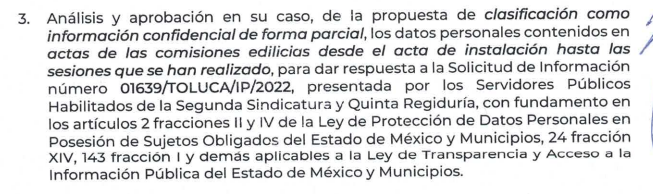 3. Análisis y aprobación en su caso, de la propuesta de clasificación como
información confidencial de forma parcial, los datos personales contenidos en
actas de las comisiones edilicias desde el acta de instalación hasta las
sesiones que se han realizado, para dar respuesta a la Solicitud de Información
número 01639/TOLUCA/IP/2022, presentada por los Servidores Públicos
Habilitados de la Segunda Sindicatura y Quinta Regiduría, con fundamento en
los artículos 2 fracciones II y IV de la Ley de Protección de Datos Personales en
Posesión de Sujetos Obligados del Estado de México y Municipios, 24 fracción
XIV, 143 fracción I y demás aplicables a la Ley de Transparencia y Acceso a la
Información Pública del Estado de México y Municipios.